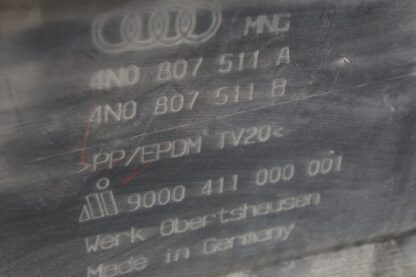 MNG
4N0 807 511 A
4N0 807 511 B
>PP/EPDM TV20<
9000 411 000 001
Werk Obertshausen
Made in Germany